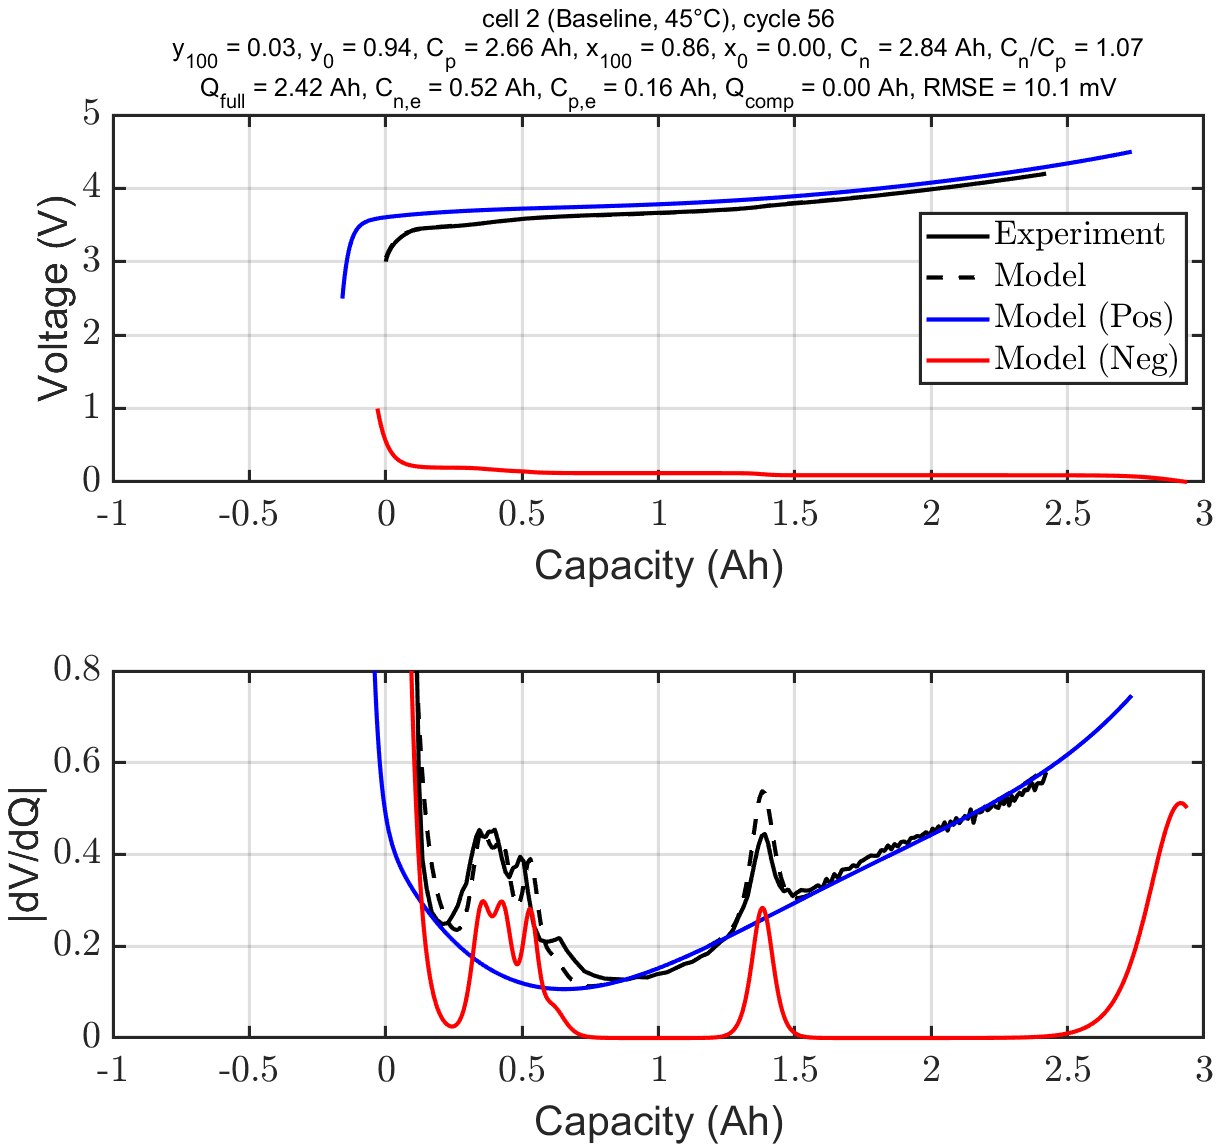 cell 2 (Baseline, 45°C), cycle 56
y100 = 0.03, y0 = 0.94, Cp = 2.66 Ah, x100 = 0.86, x0 = 0.00, Cn = 2.84 Ah, Cn/Cp = 1.07
Qfull = 2.42 Ah, Cn,e = 0.52 Ah, Cp,e = 0.16 Ah, Qcomp = 0.00 Ah, RMSE = 10.1 mV
5
4
3
2
1
0
Voltage (V)
Experiment
Model
Model (Pos)
Model (Neg)
-1 -0.5 0 0.5 1 1.5 2 2.5 3
Capacity (Ah)
0.8
0.6
0.4
0.2
0
|dV/dQ|
-1 -0.5 0 0.5 1 1.5 2 2.5 3
Capacity (Ah)